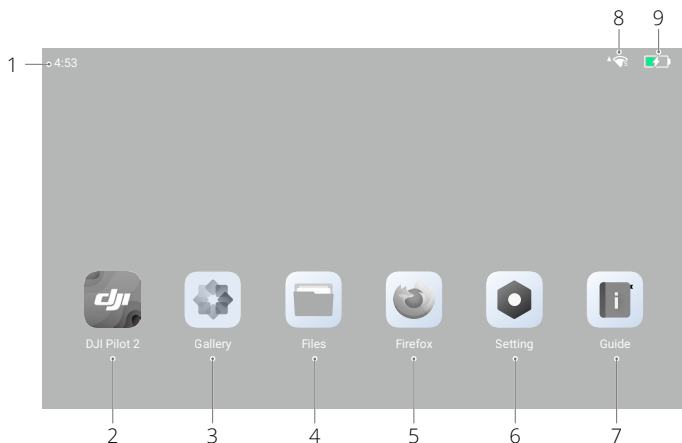 8 9
1 4:53
dji
i
DJI Pilot 2 Gallery Files Firefox Setting Guide
2 3 4 5 6 7